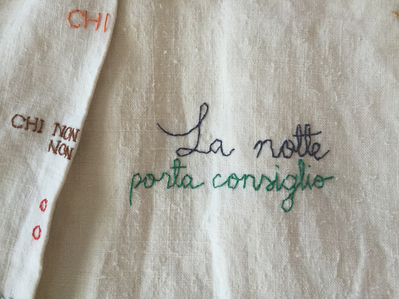 CHI
CHI NON
NON
La notte
porta consiglio